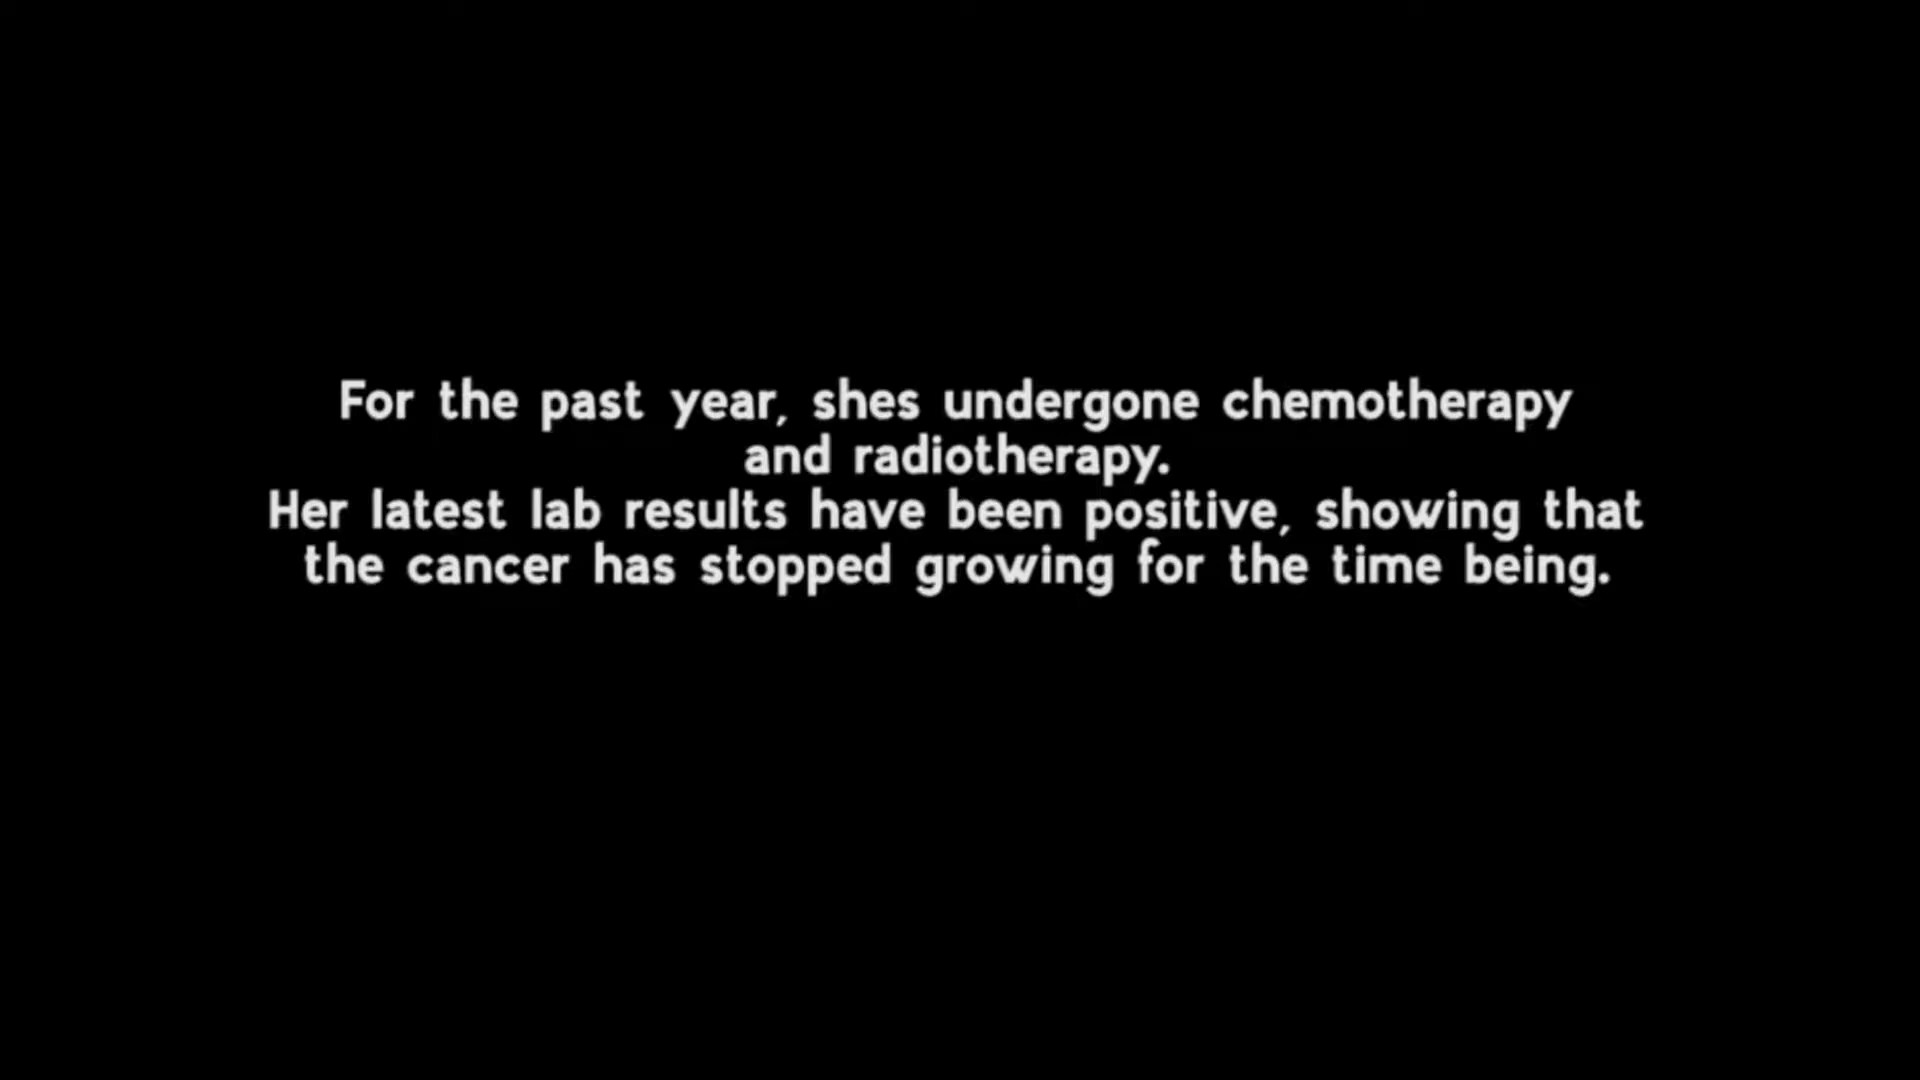 For the past year, shes undergone chemotherapy
and radiotherapy.
Her latest lab results have been positive, showing that
the cancer has stopped growing for the time being.